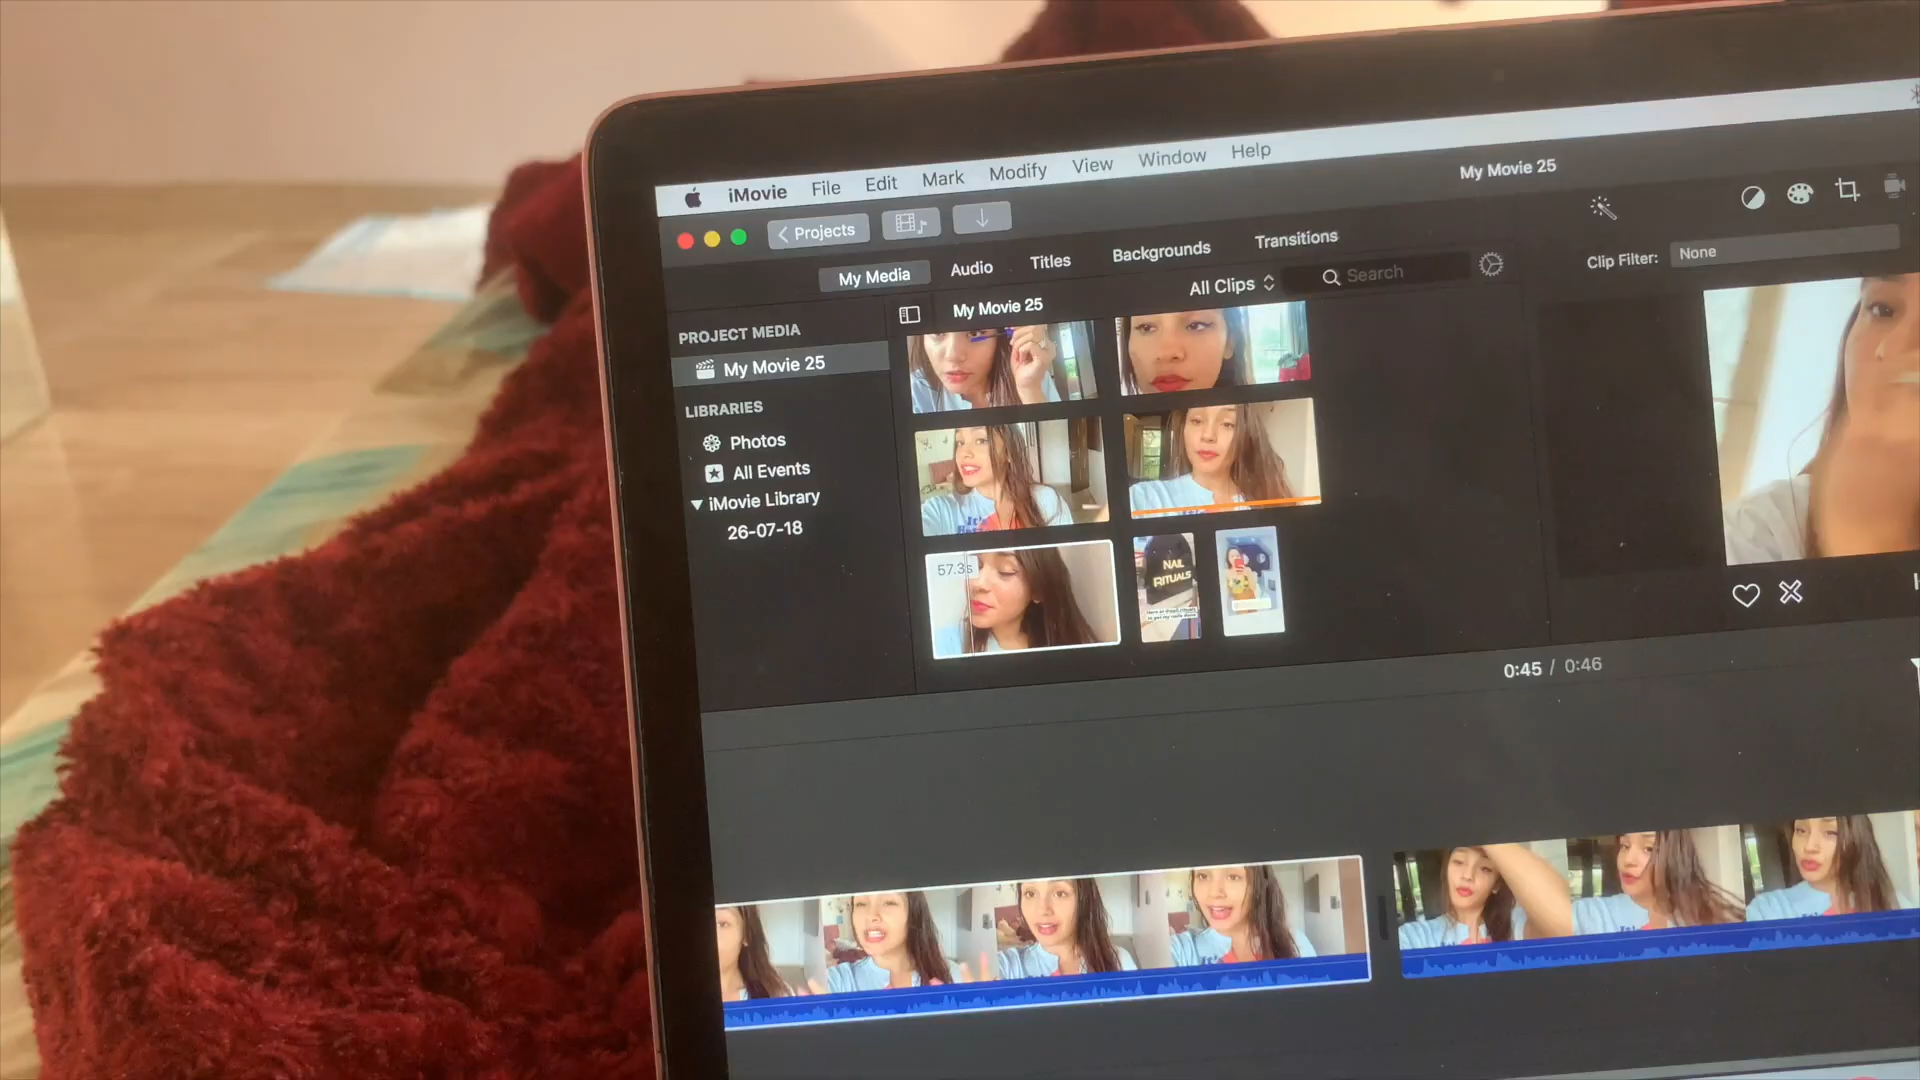 iMovie File Edit Mark Modify View Window Help
My Movie 25
Projects
My Media Audio Titles Backgrounds Transitions
My Movie 25
All Clips
Search
Clip Filter: None
PROJECT MEDIA
My Movie 25
LIBRARIES
Photos
All Events
iMovie Library
26-07-18
57.3s
NAIL
RITUALS
0:45 / 0:46